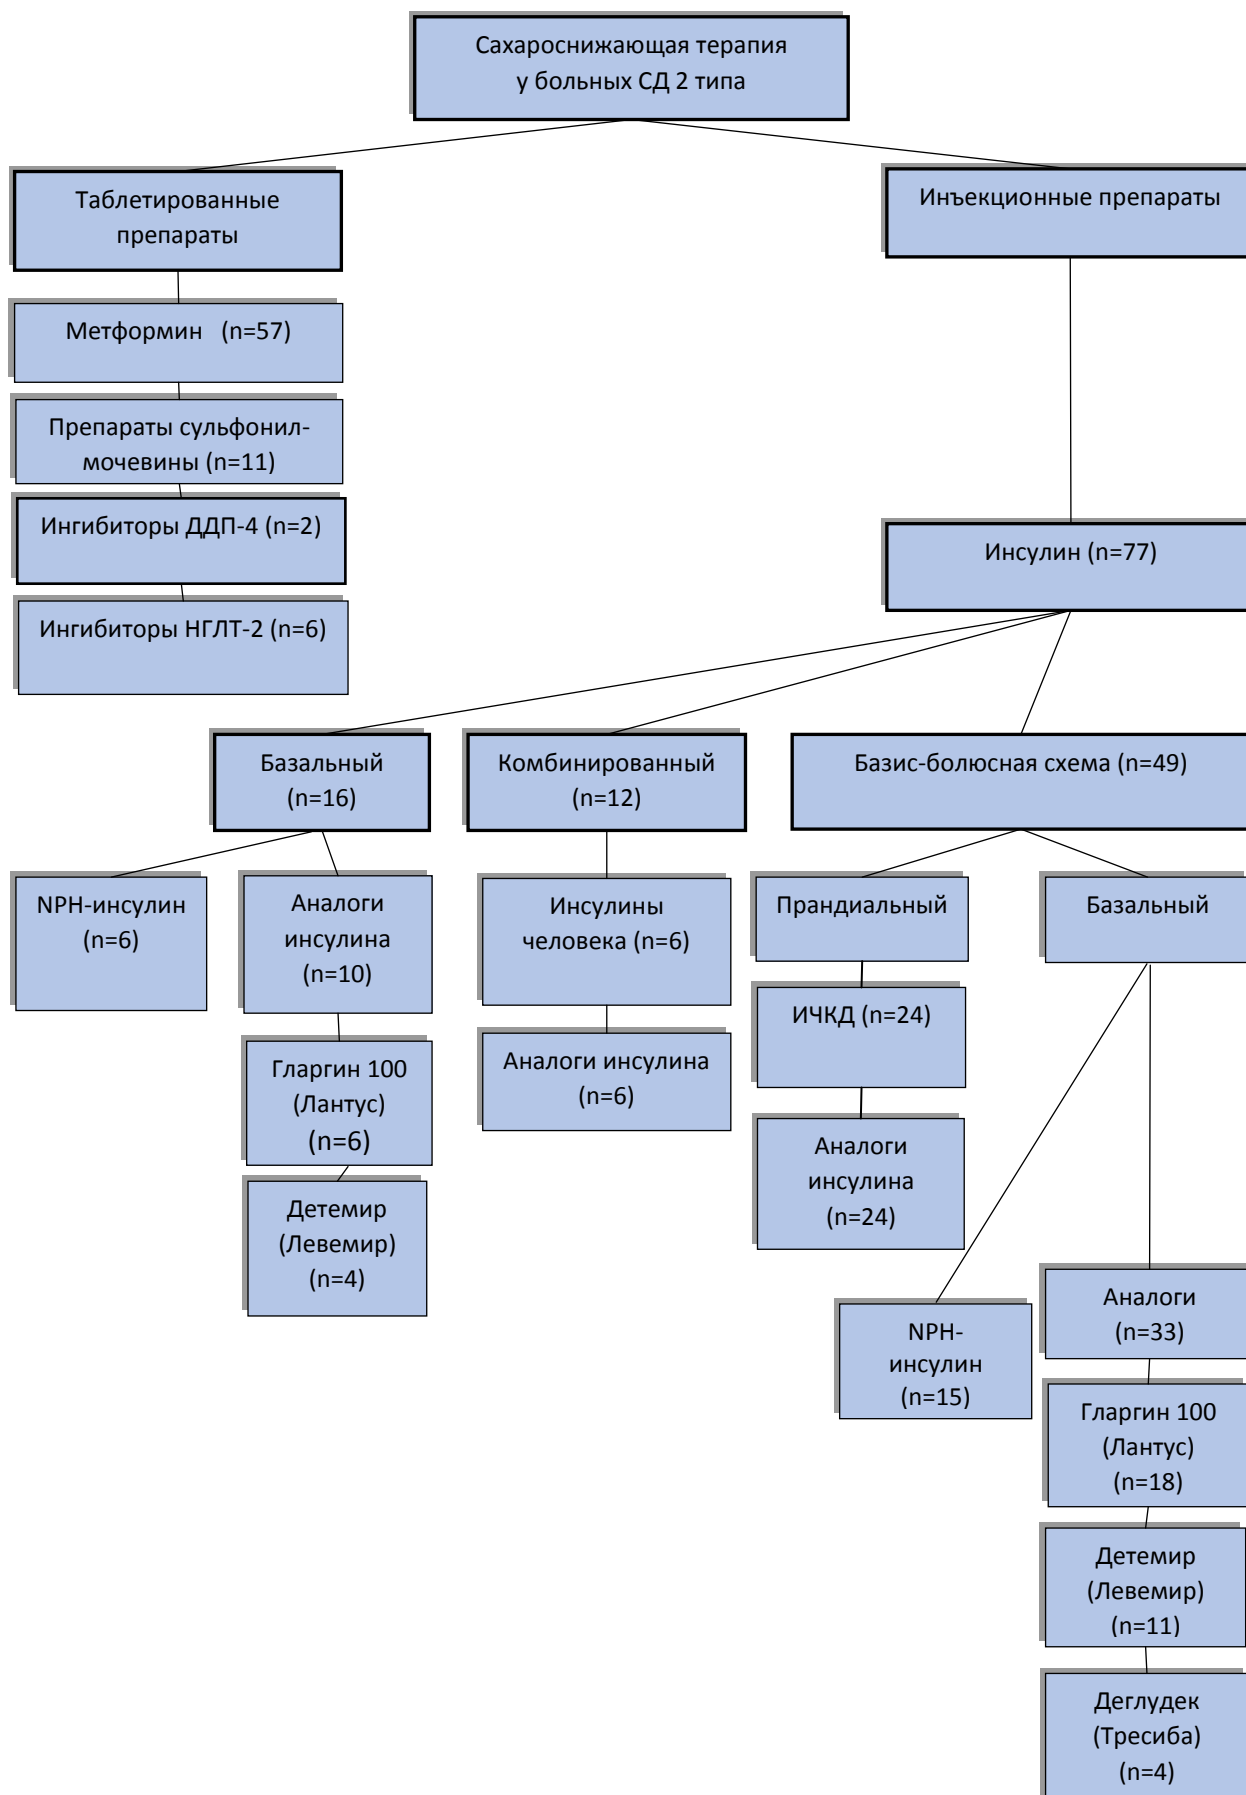 Сахароснижающая терапия
у больных СД 2 типа
Таблетированные
препараты
Инъекционные препараты
Метформин (n=57)
Препараты сульфонил-
мочевины (n=11)
Ингибиторы ДДП-4 (n=2)
Ингибиторы НГЛТ-2 (n=6)
Инсулин (n=77)
Базальный
(n=16)
Комбинированный
(n=12)
Базис-болюсная схема (n=49)
NPH-инсулин
(n=6)
Аналоги
инсулина
(n=10)
Гларгин 100
(Лантус)
(n=6)
Детемир
(Левемир)
(n=4)
Инсулины
человека (n=6)
Аналоги инсулина
(n=6)
Прандиальный
ИЧКД (n=24)
Аналоги
инсулина
(n=24)
Базальный
NPH-
инсулин
(n=15)
Аналоги
(n=33)
Гларгин 100
(Лантус)
(n=18)
Детемир
(Левемир)
(n=11)
Деглудек
(Тресиба)
(n=4)